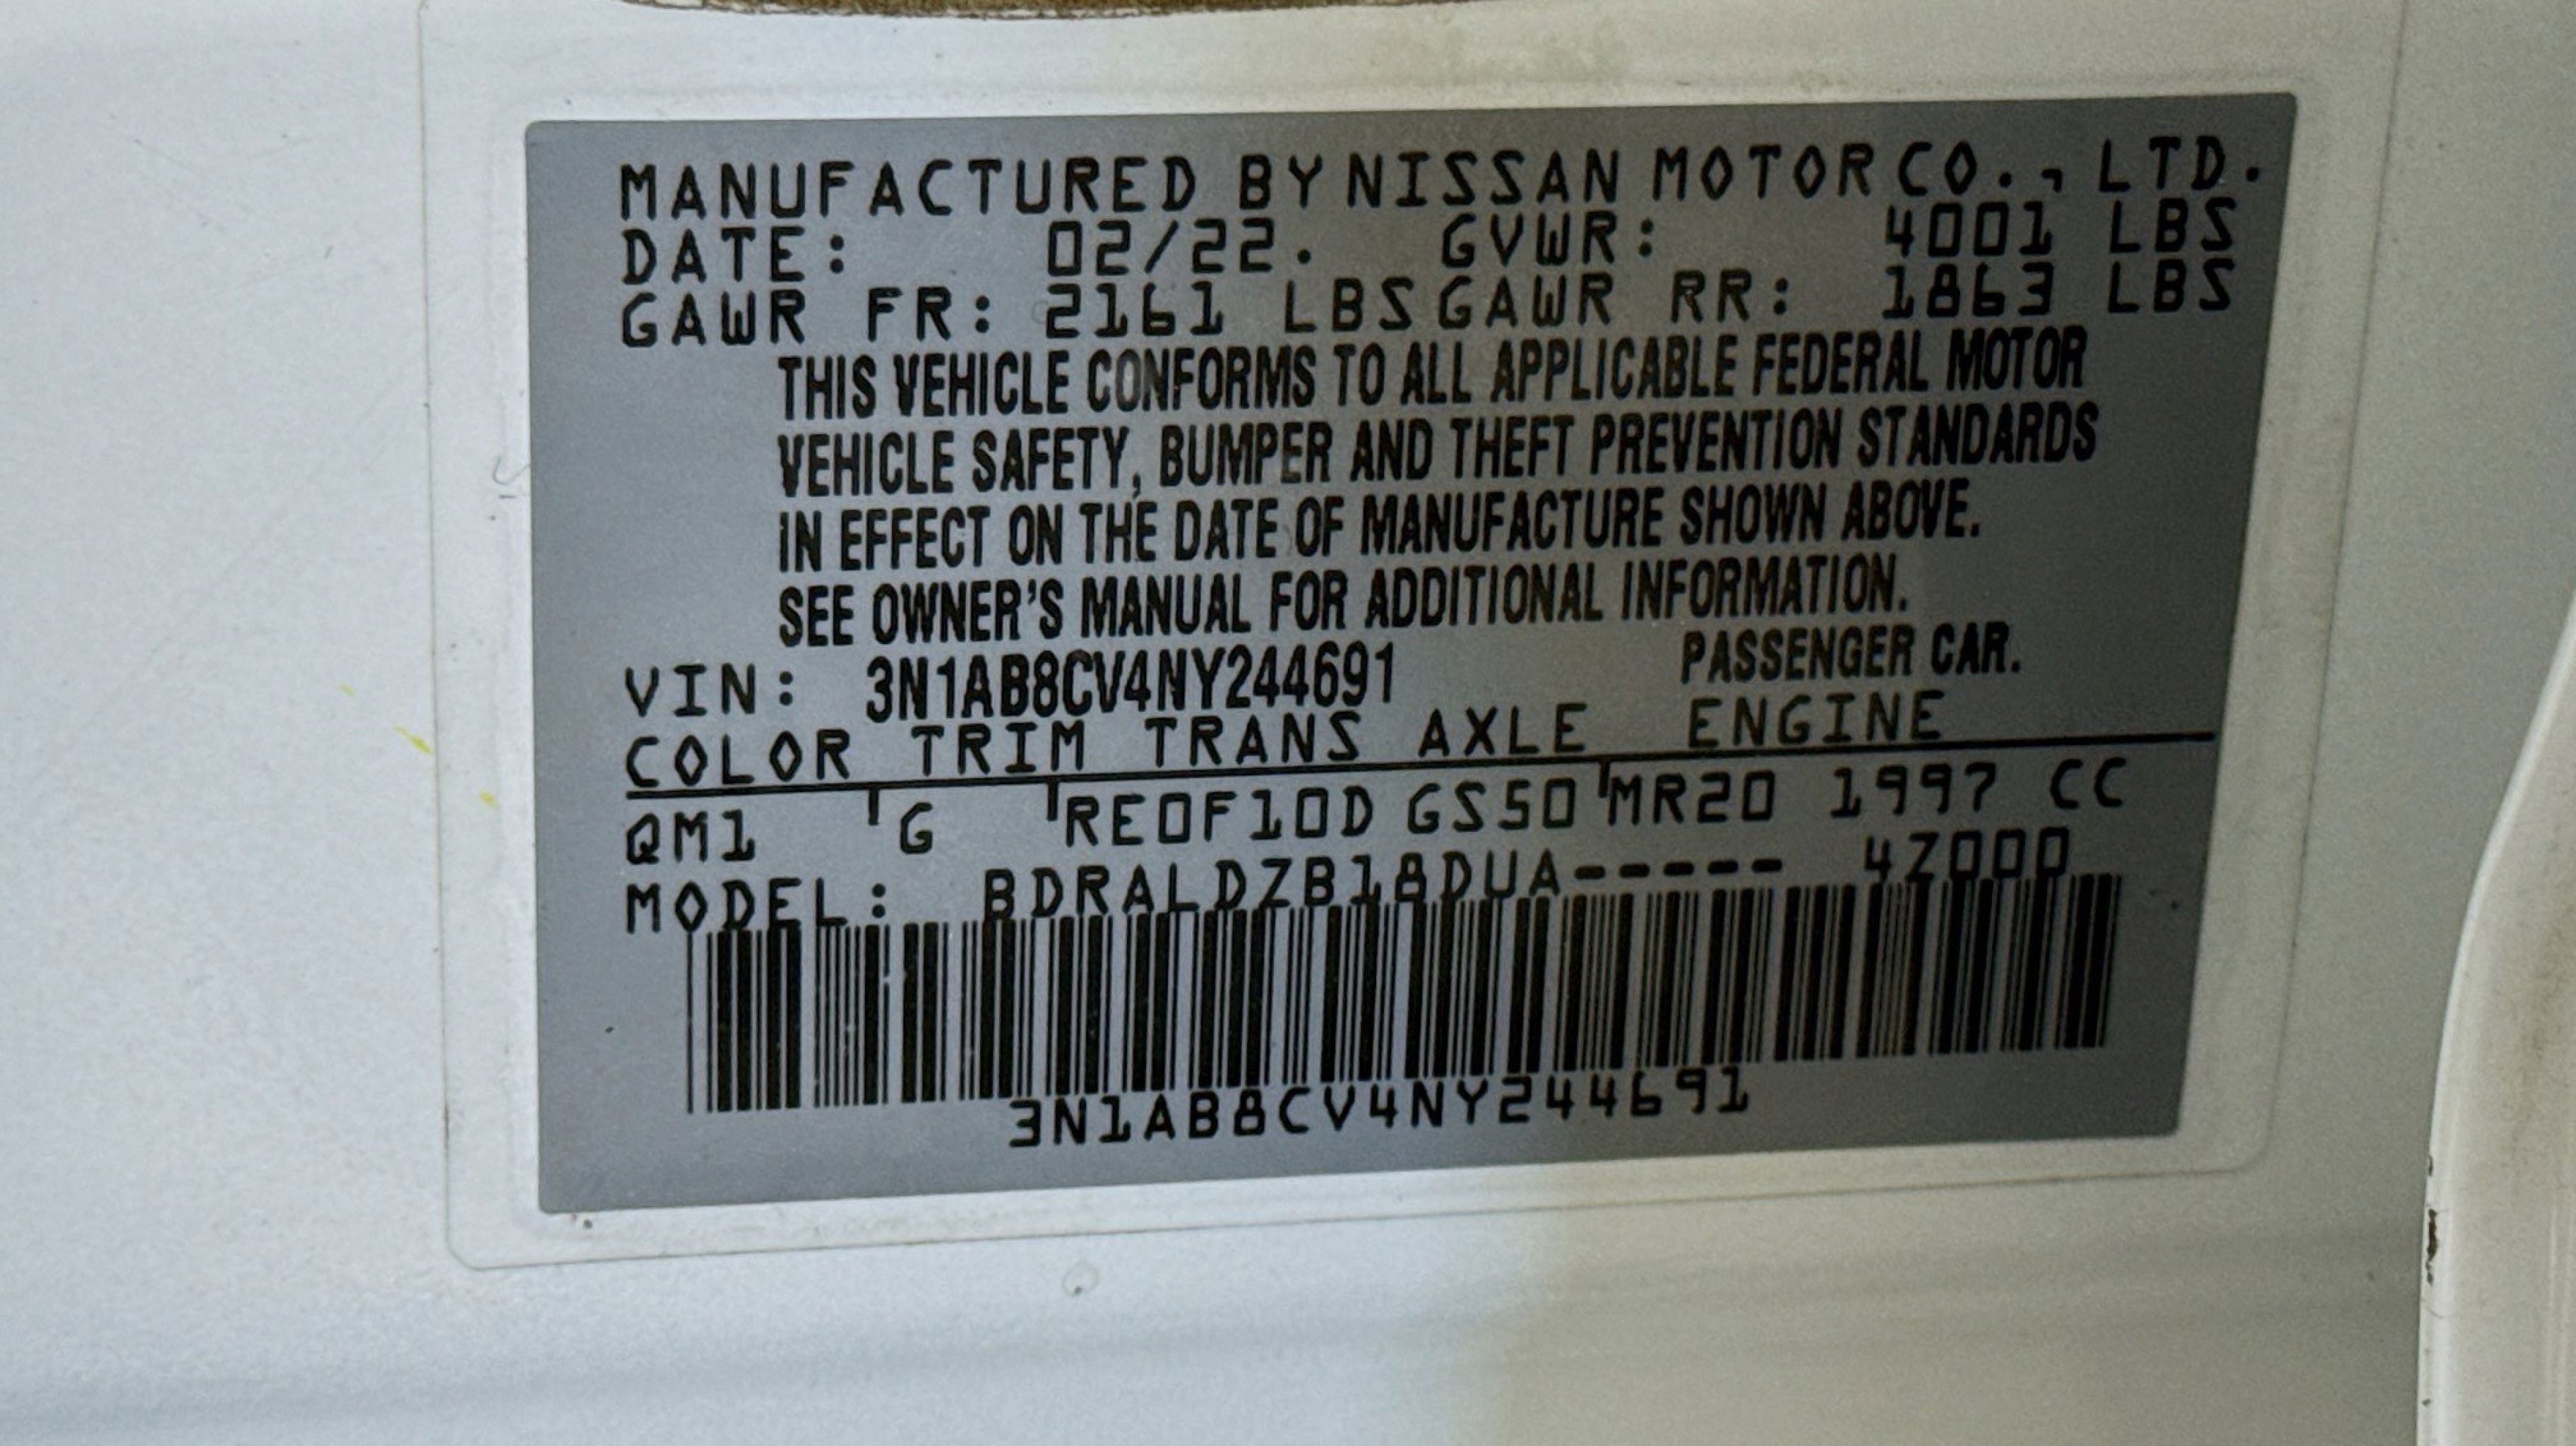 MANUFACTURED BY NISSAN MOTOR CO., LTD.
DATE: 02/22. GVWR: 4001 LBS
GAWR FR: 2161 LBS GAWR RR: 1863 LBS
THIS VEHICLE CONFORMS TO ALL APPLICABLE FEDERAL MOTOR
VEHICLE SAFETY, BUMPER AND THEFT PREVENTION STANDARDS
IN EFFECT ON THE DATE OF MANUFACTURE SHOWN ABOVE.
SEE OWNER'S MANUAL FOR ADDITIONAL INFORMATION.
VIN: 3N1AB8CV4NY244691 PASSENGER CAR.
COLOR TRIM TRANS AXLE ENGINE
QM1 G RE0F10D GS50 MR20 1997 CC
MODEL: BDRALDZB18DUA----- 4Z000
3N1AB8CV4NY244691